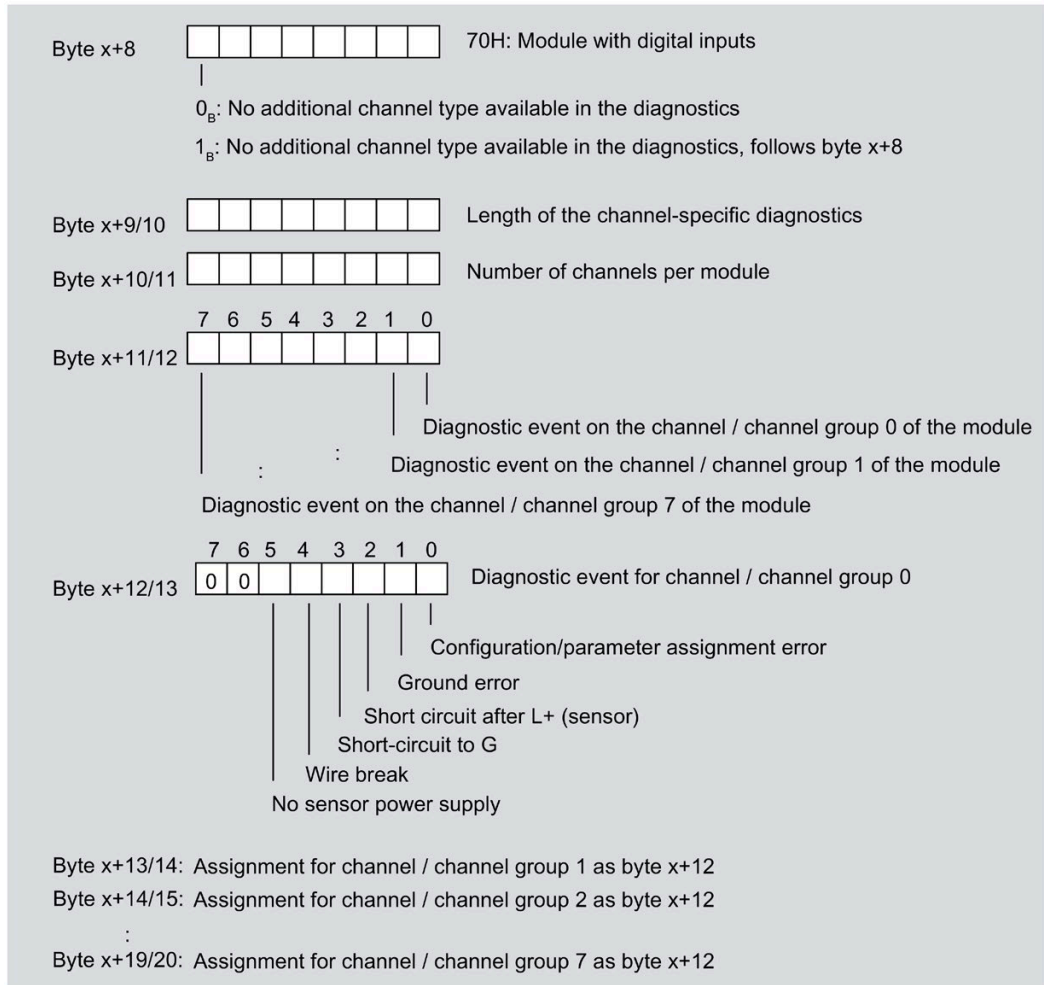 Byte x+8 70H: Module with digital inputs
0B: No additional channel type available in the diagnostics
1B: No additional channel type available in the diagnostics, follows byte x+8
Byte x+9/10 Length of the channel-specific diagnostics
Byte x+10/11 Number of channels per module
7 6 5 4 3 2 1 0
Byte x+11/12
Diagnostic event on the channel / channel group 0 of the module
: Diagnostic event on the channel / channel group 1 of the module
:
Diagnostic event on the channel / channel group 7 of the module
7 6 5 4 3 2 1 0
Byte x+12/13 0 0 Diagnostic event for channel / channel group 0
Configuration/parameter assignment error
Ground error
Short circuit after L+ (sensor)
Short-circuit to G
Wire break
No sensor power supply
Byte x+13/14: Assignment for channel / channel group 1 as byte x+12
Byte x+14/15: Assignment for channel / channel group 2 as byte x+12
:
Byte x+19/20: Assignment for channel / channel group 7 as byte x+12